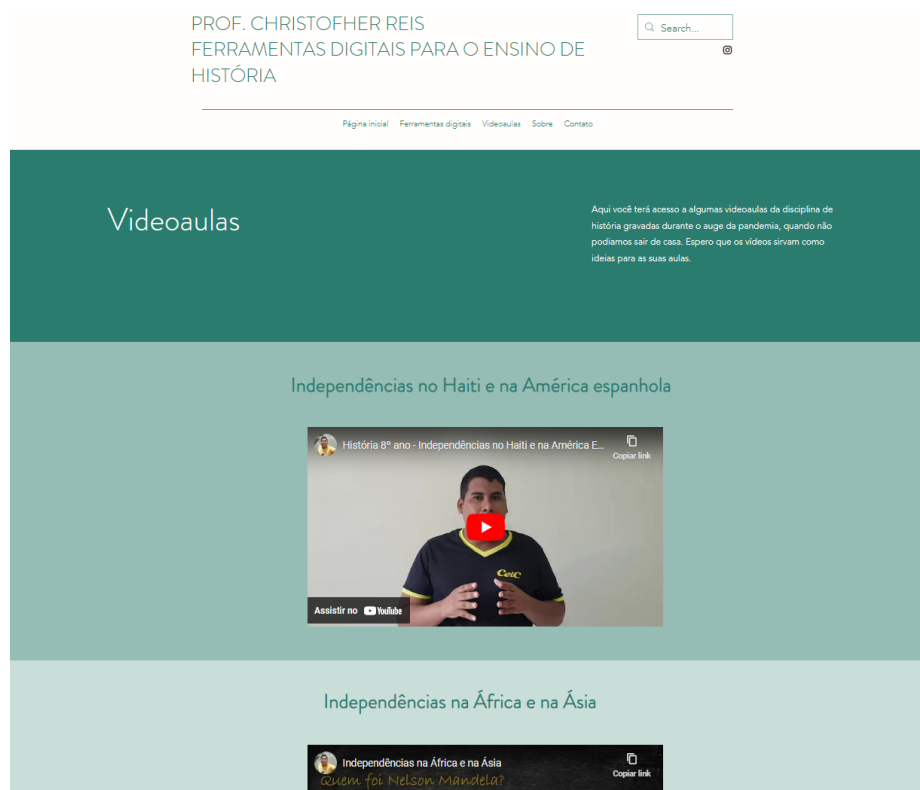 PROF. CHRISTOFHER REIS
FERRAMENTAS DIGITAIS PARA O ENSINO DE
HISTÓRIA
Search...
Página inicial Ferramentas digitais Videoaulas Sobre Contato
Videoaulas
Aqui você terá acesso a algumas videoaulas da disciplina de
história gravadas durante o auge da pandemia, quando não
podiamos sair de casa. Espero que os vídeos sirvam como
ideias para as suas aulas.
Independências no Haiti e na América espanhola
História 8º ano - Independências no Haiti e na América E...
Copiar link
CeiC
Assistir no YouTube
Independências na África e na Ásia
Independências na África e na Ásia
Copiar link
Quem foi Nelson Mandela?